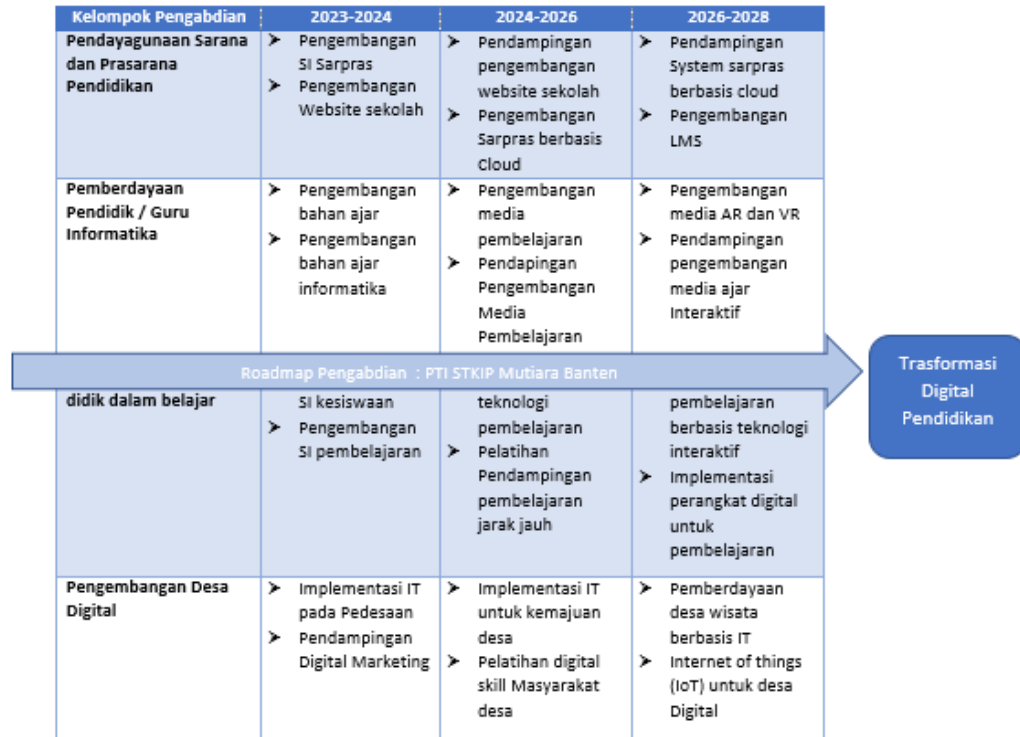 Kelompok Pengabdian
2023-2024
2024-2026
2026-2028
Pendayagunaan Sarana
dan Prasarana
Pendidikan
➤ Pengembangan
SI Sarpras
➤ Pengembangan
Website sekolah
➤ Pendampingan
pengembangan
website sekolah
➤ Pengembangan
Sarpras berbasis
Cloud
➤ Pendampingan
System sarpras
berbasis cloud
➤ Pengembangan
LMS
Pemberdayaan
Pendidik / Guru
Informatika
➤ Pengembangan
bahan ajar
➤ Pengembangan
bahan ajar
informatika
➤ Pengembangan
media
pembelajaran
➤ Pendapingan
Pengembangan
Media
Pembelajaran
➤ Pengembangan
media AR dan VR
➤ Pendampingan
pengembangan
media ajar
Interaktif
Roadmap Pengabdian : PTI STKIP Mutiara Banten
Trasformasi
Digital
Pendidikan
didik dalam belajar
SI kesiswaan
➤ Pengembangan
SI pembelajaran
teknologi
pembelajaran
➤ Pelatihan
Pendampingan
pembelajaran
jarak jauh
pembelajaran
berbasis teknologi
interaktif
➤ Implementasi
perangkat digital
untuk
pembelajaran
Pengembangan Desa
Digital
➤ Implementasi IT
pada Pedesaan
➤ Pendampingan
Digital Marketing
➤ Implementasi IT
untuk kemajuan
desa
➤ Pelatihan digital
skill Masyarakat
desa
➤ Pemberdayaan
desa wisata
berbasis IT
➤ Internet of things
(IoT) untuk desa
Digital